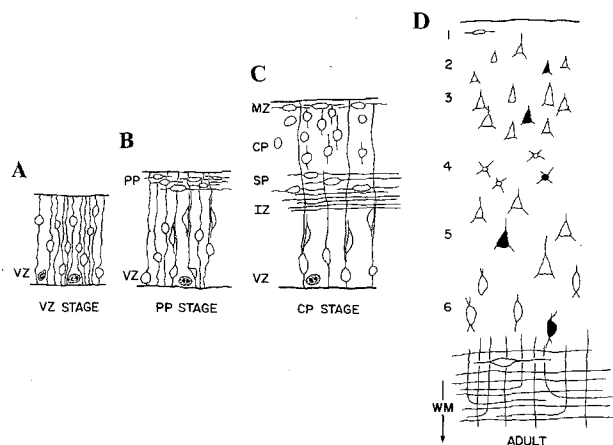 A
VZ
VZ STAGE
B
PP
VZ
PP STAGE
C
MZ
CP
SP
IZ
VZ
CP STAGE
D
1
2
3
4
5
6
WM
ADULT